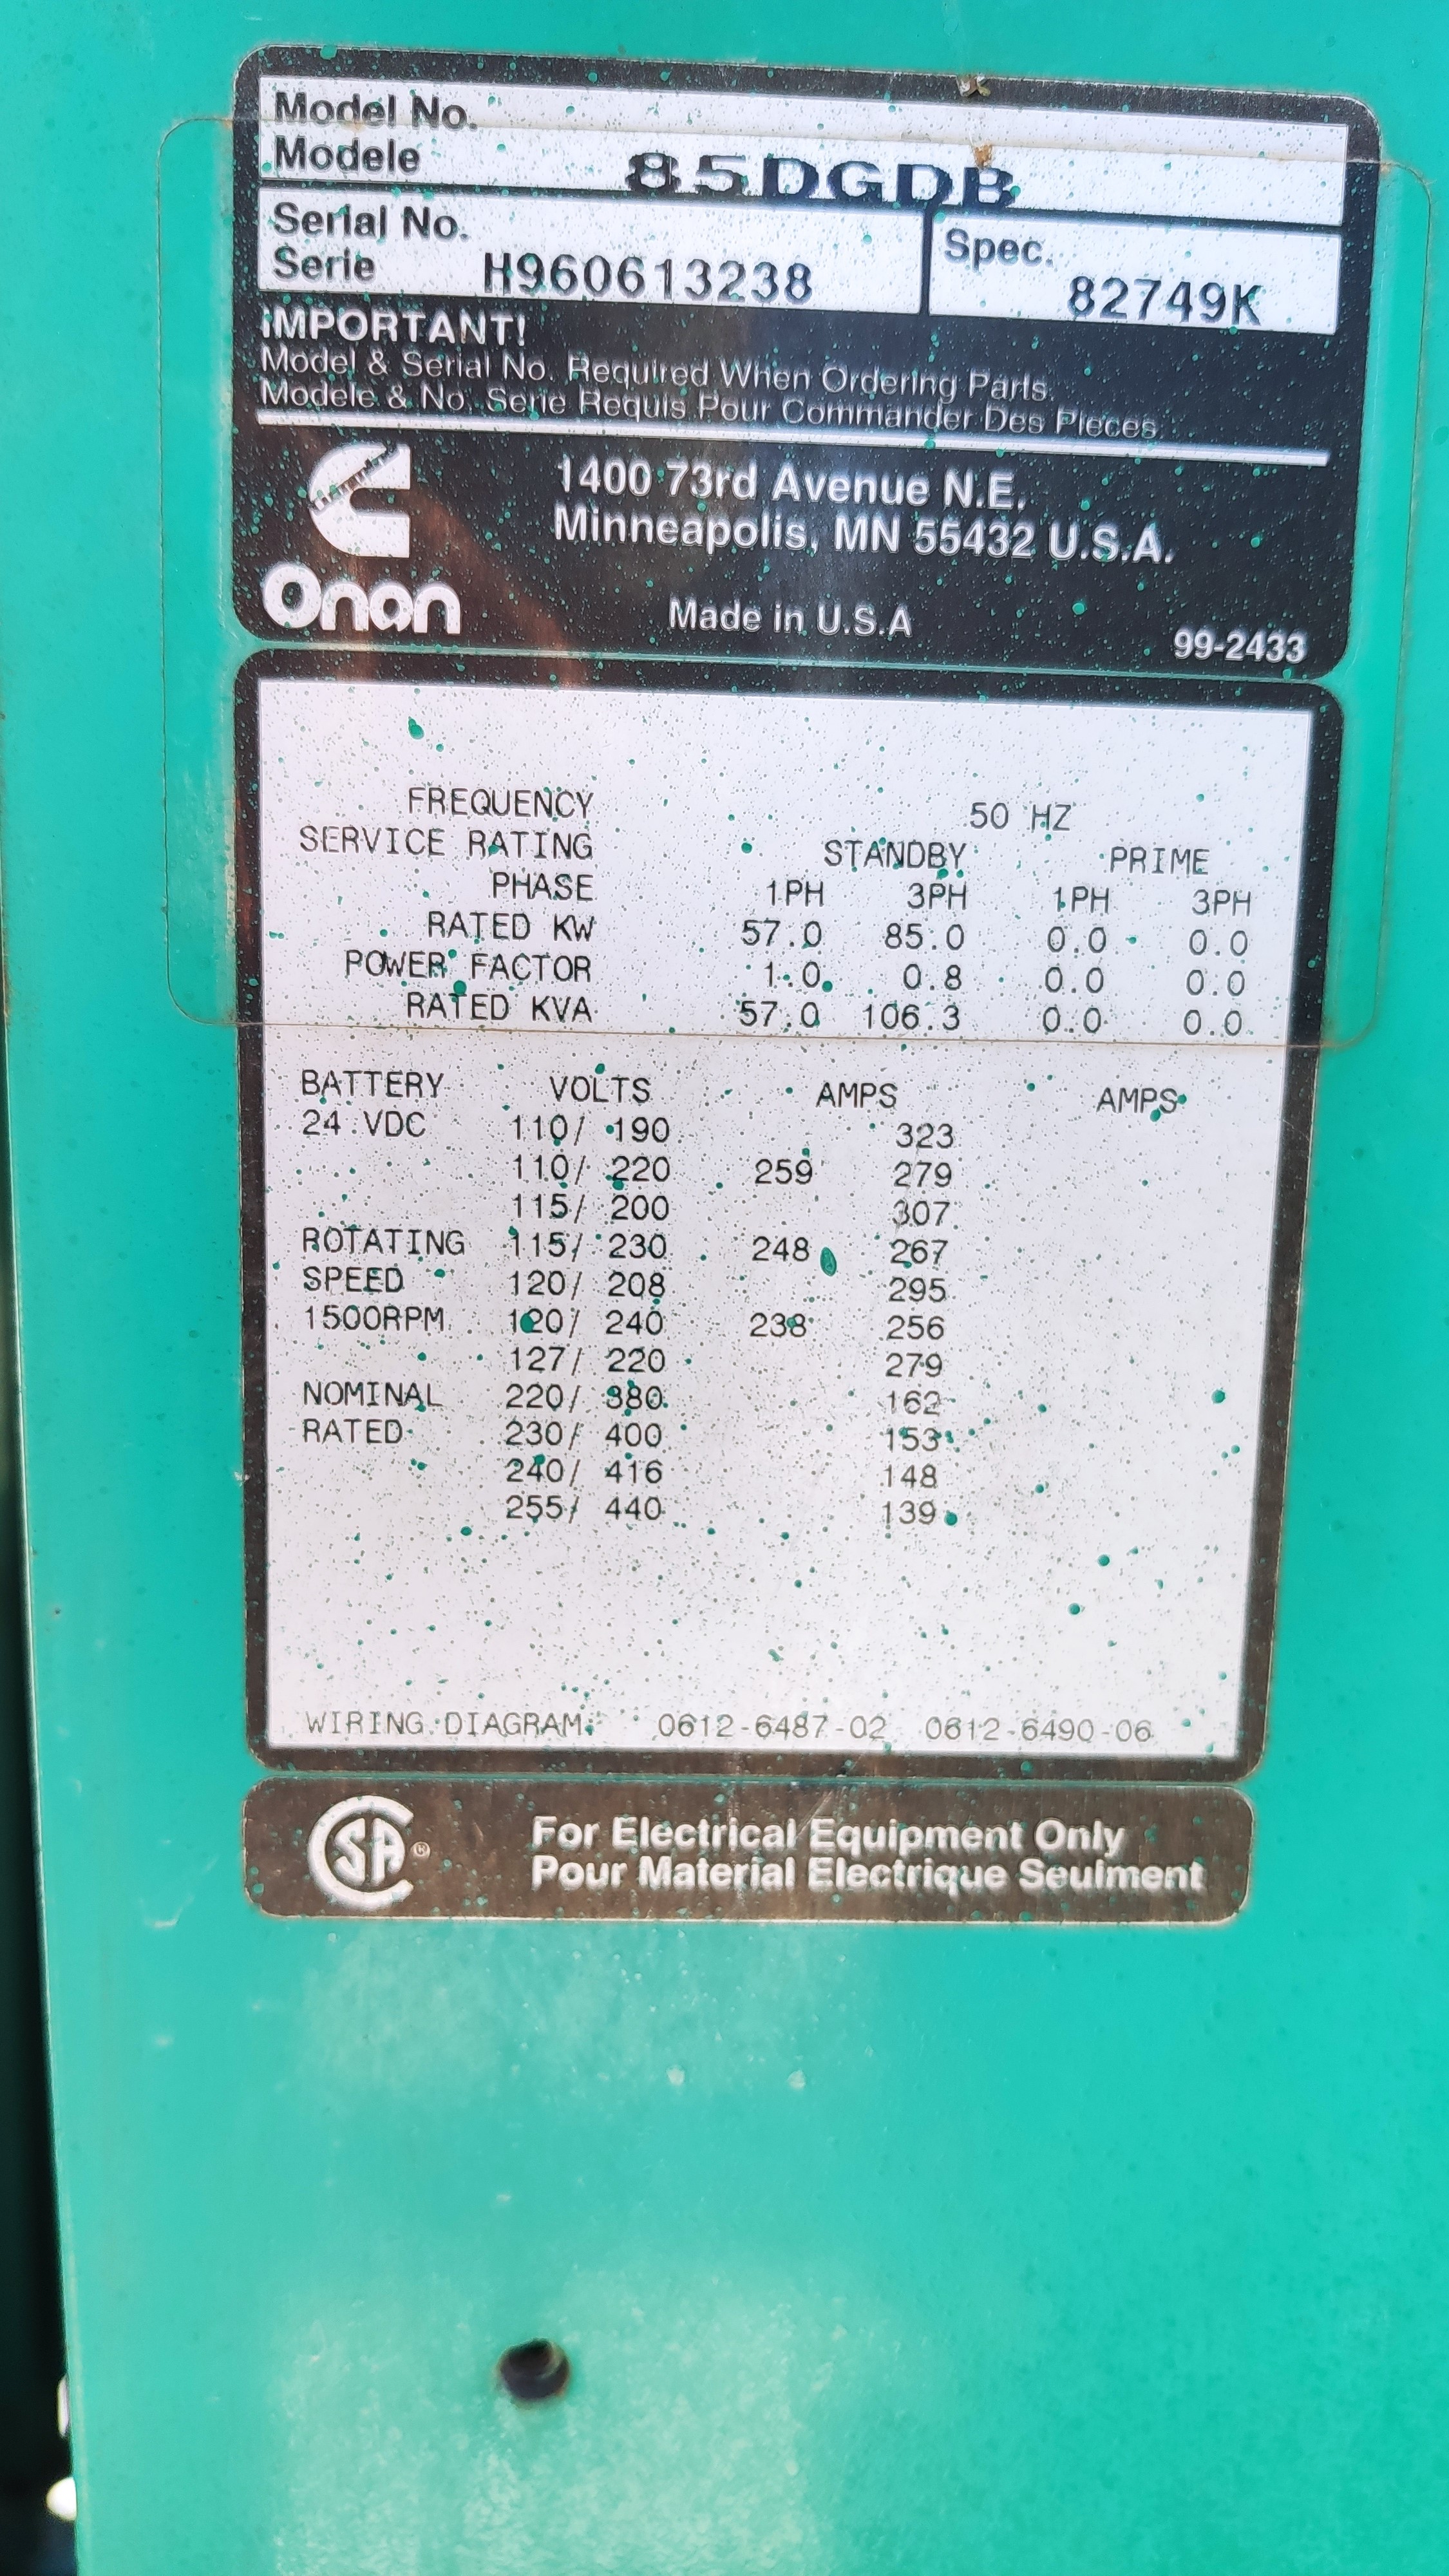 Model No.
Modele 85DGDB
Serial No.
Serie H960613238
Spec. 82749K
IMPORTANT!
Model & Serial No. Required When Ordering Parts.
Modele & No. Serie Requis Pour Commander Des Pieces.
Onan
1400 73rd Avenue N.E.
Minneapolis, MN 55432 U.S.A.
Made in U.S.A
99-2433
FREQUENCY 50 HZ
SERVICE RATING STANDBY PRIME
PHASE 1PH 3PH 1PH 3PH
RATED KW 57.0 85.0 0.0 0.0
POWER FACTOR 1.0 0.8 0.0 0.0
RATED KVA 57.0 106.3 0.0 0.0
BATTERY VOLTS AMPS AMPS
24 VDC 110/ 190 323
110/ 220 259 279
115/ 200 307
ROTATING 115/ 230 248 267
SPEED 120/ 208 295
1500RPM 120/ 240 238 256
127/ 220 279
NOMINAL 220/ 380 162
RATED 230/ 400 153
240/ 416 148
255/ 440 139
WIRING DIAGRAM: 0612-6487-02 0612-6490-06
CSA ®
For Electrical Equipment Only
Pour Material Electrique Seulment